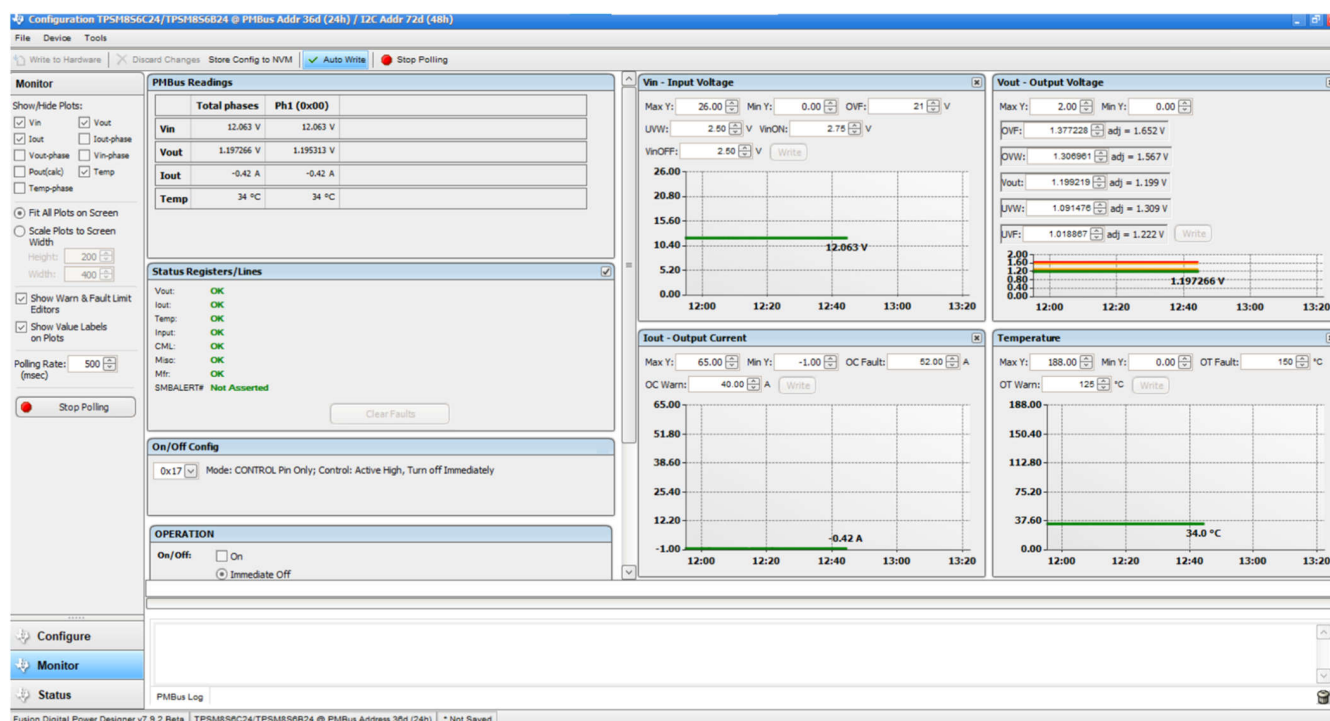 Configuration TPSM8S6C24/TPSM8S6B24 @ PMBus Addr 36d (24h) / I2C Addr 72d (48h)
File Device Tools
Write to Hardware Discard Changes Store Config to NVM Auto Write Stop Polling
Monitor
Show/Hide Plots:
Vin Vout
Iout Iout-phase
Vout-phase Vin-phase
Pout(calc) Temp
Temp-phase
Fit All Plots on Screen
Scale Plots to Screen
Width
Height: 200
Width: 400
Show Warn & Fault Limit
Editors
Show Value Labels
on Plots
Polling Rate: 500
(msec)
Stop Polling
Configure
Monitor
Status
PMBus Readings
Total phases Ph1 (0x00)
Vin 12.063 V 12.063 V
Vout 1.197266 V 1.195313 V
Iout -0.42 A -0.42 A
Temp 34 °C 34 °C
Status Registers/Lines
Vout: OK
Iout: OK
Temp: OK
Input: OK
CML: OK
Misc: OK
Mfr: OK
SMBALERT# Not Asserted
Clear Faults
On/Off Config
0x17 Mode: CONTROL Pin Only; Control: Active High, Turn off Immediately
OPERATION
On/Off: On
Immediate Off
Vin - Input Voltage
Max Y: 26.00 Min Y: 0.00 OVF: 21 V
UVW: 2.50 V VinON: 2.75 V
VinOFF: 2.50 V Write
26.00
20.80
15.60
10.40
5.20
0.00
12.063 V
12:00 12:20 12:40 13:00 13:20
Vout - Output Voltage
Max Y: 2.00 Min Y: 0.00
OVF: 1.377228 adj = 1.652 V
OVW: 1.306961 adj = 1.567 V
Vout: 1.199219 adj = 1.199 V
UVW: 1.091476 adj = 1.309 V
UVF: 1.018867 adj = 1.222 V Write
2.00
1.60
1.20
0.80
0.40
0.00
1.197266 V
12:00 12:20 12:40 13:00 13:20
Iout - Output Current
Max Y: 65.00 Min Y: -1.00 OC Fault: 52.00 A
OC Warn: 40.00 A Write
65.00
51.80
38.60
25.40
12.20
-1.00
-0.42 A
12:00 12:20 12:40 13:00 13:20
Temperature
Max Y: 188.00 Min Y: 0.00 OT Fault: 150 °C
OT Warn: 125 °C Write
188.00
150.40
112.80
75.20
37.60
0.00
34.0 °C
12:00 12:20 12:40 13:00 13:20
PMBus Log
Fusion Digital Power Designer v7.9.2 Beta TPSM8S6C24/TPSM8S6B24 @ PMBus Address 36d (24h) * Not Saved